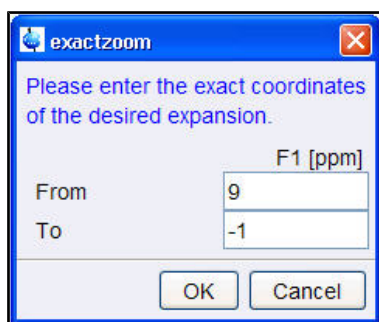 exactzoom
Please enter the exact coordinates
of the desired expansion.
F1 [ppm]
From 9
To -1
OK Cancel